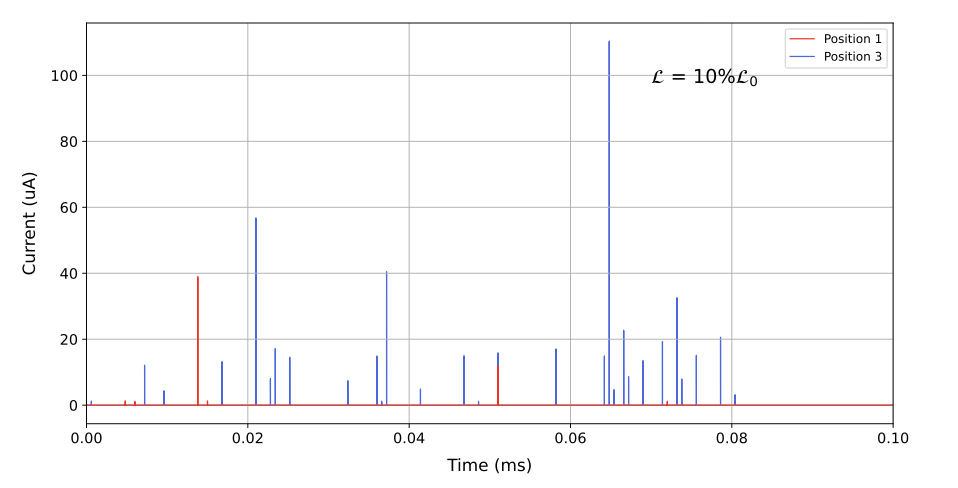 Position 1
Position 3
ℒ = 10%ℒ₀
100
80
60
40
20
0
Current (uA)
0.00 0.02 0.04 0.06 0.08 0.10
Time (ms)